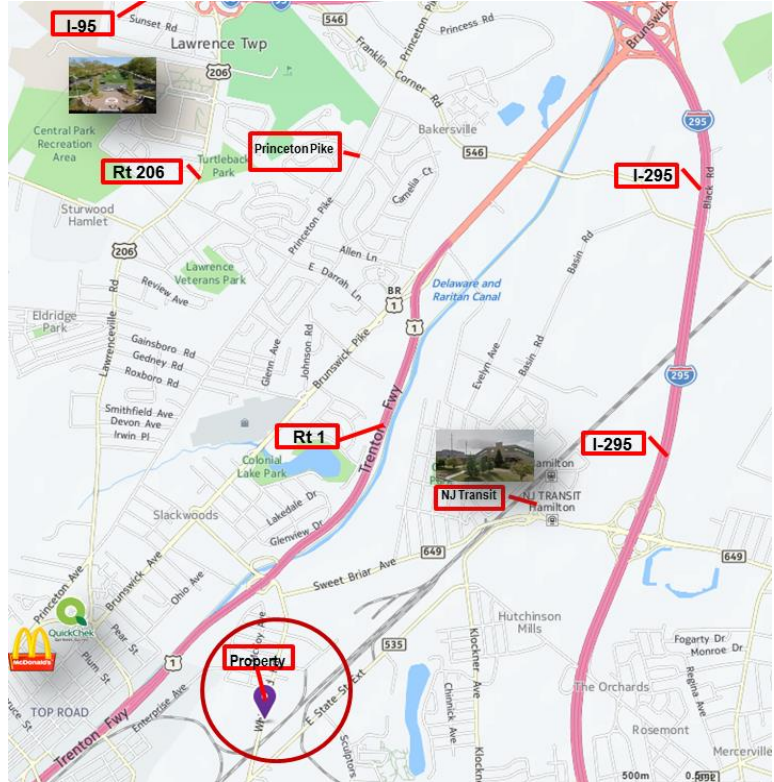 Sunset Rd
I-95
546
Princeton Pi
Princess Rd
Brunswick
Lawrence Twp
Franklin Corner Rd
206
295
Central Park
Recreation
Area
Princeton Pike
Bakersville
546
Rt 206
Turtleback
Park
I-295
Black Rd
Camelia Ct
Sturwood
Hamlet
Princeton Pike
206
Allen Ln
Basin Rd
Lawrence
Veterans Park
E Darrah Ln
Review Ave
BR
1
Delaware and
Raritan Canal
Eldridge
Park
Lawrenceville Rd
1
Gainsboro Rd
Gedney Rd
Roxboro Rd
Glenn Ave
Johnson Rd
Brunswick Pike
Evelyn Ave
Basin Rd
295
Smithfield Ave
Devon Ave
Irwin Pl
Trenton Fwy
Rt 1
I-295
Colonial
Lake Park
Hamilton
NJ Transit
NJ TRANSIT
Hamilton
Lakedale Dr
Slackwoods
Glenview Dr
649
649
Princeton Ave
Brunswick Ave
Ohio Ave
Sweet Briar Ave
QuickChek
McDonald's
Pear St
Plum St
Hutchinson
Mills
535
Property
1
Klockner Ave
Fogarty Dr
Monroe Dr
Enterprise Ave
E State St Ext
Chinnick Ave
Regina Ave
The Orchards
TOP ROAD
Trenton Fwy
Sculptors
Klockner
Rosemont
Mercerville
500m